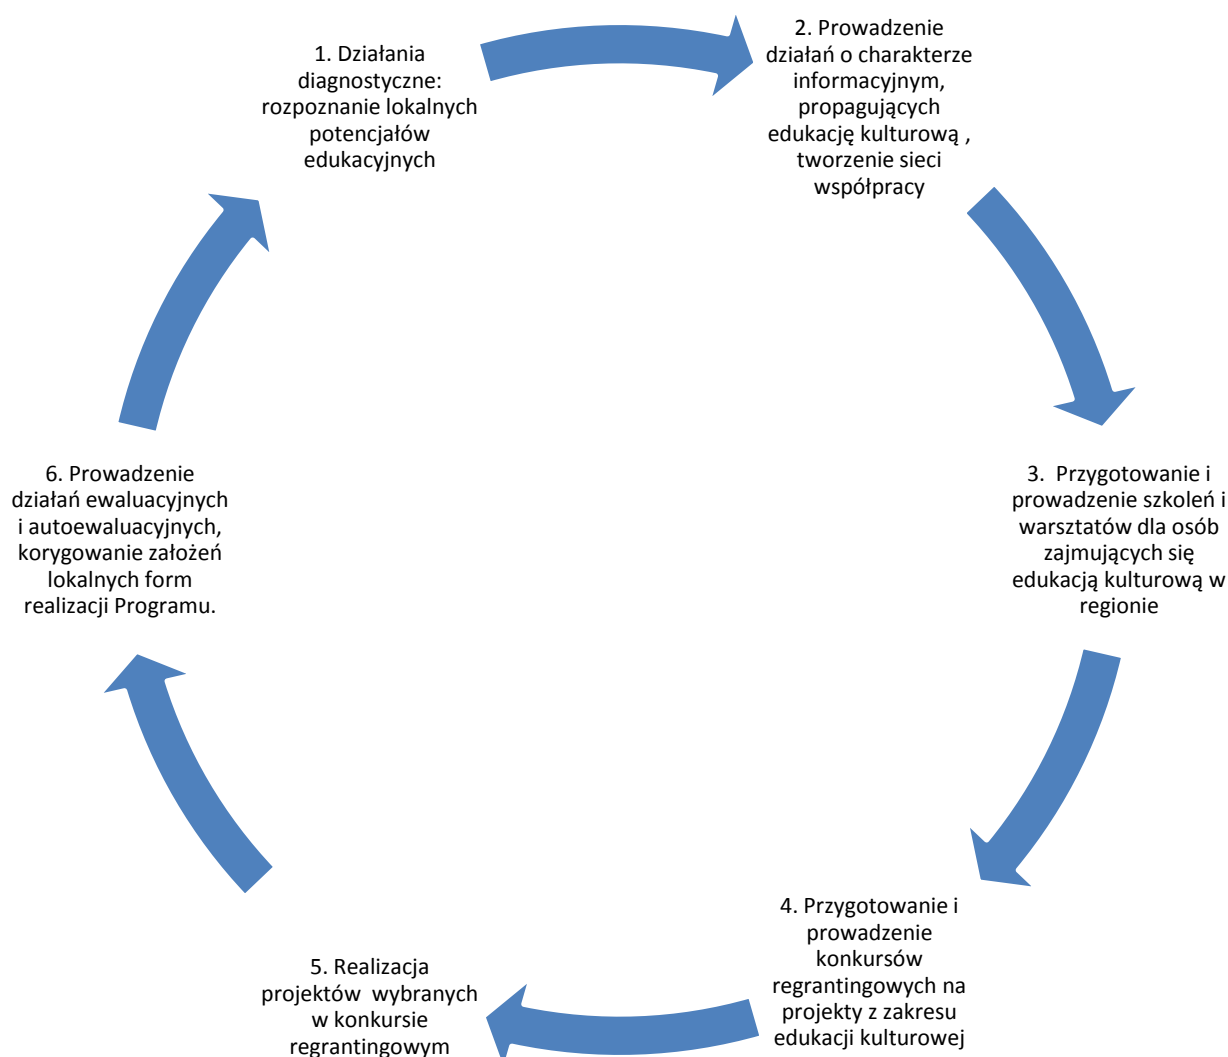 1. Działania
diagnostyczne:
rozpoznanie lokalnych
potencjałów
edukacyjnych
2. Prowadzenie
działań o charakterze
informacyjnym,
propagujących
edukację kulturową ,
tworzenie sieci
współpracy
3.  Przygotowanie i
prowadzenie szkoleń i
warsztatów dla osób
zajmujących się
edukacją kulturową w
regionie
4. Przygotowanie i
prowadzenie
konkursów
regrantingowych na
projekty z zakresu
edukacji kulturowej
5. Realizacja
projektów  wybranych
w konkursie
regrantingowym
6. Prowadzenie
działań ewaluacyjnych
i autoewaluacyjnych,
korygowanie założeń
lokalnych form
realizacji Programu.